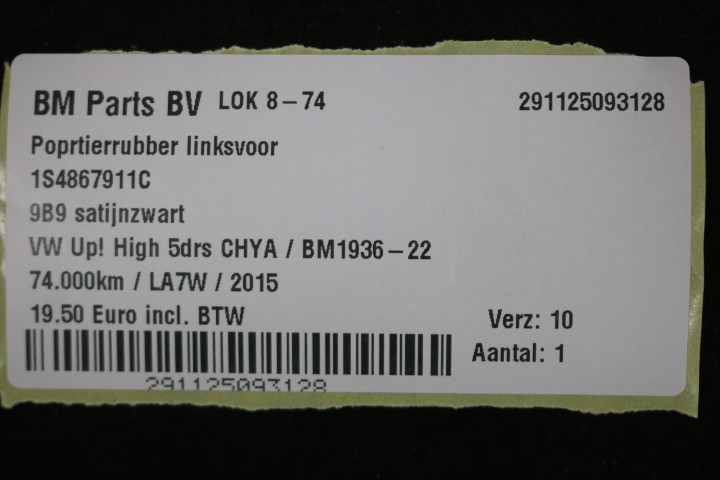 BM Parts BV LOK 8-74 291125093128
Poprtierrubber linksvoor
1S4867911C
9B9 satijnzwart
VW Up! High 5drs CHYA / BM1936-22
74.000km / LA7W / 2015
19.50 Euro incl. BTW Verz: 10
Aantal: 1
291125093128